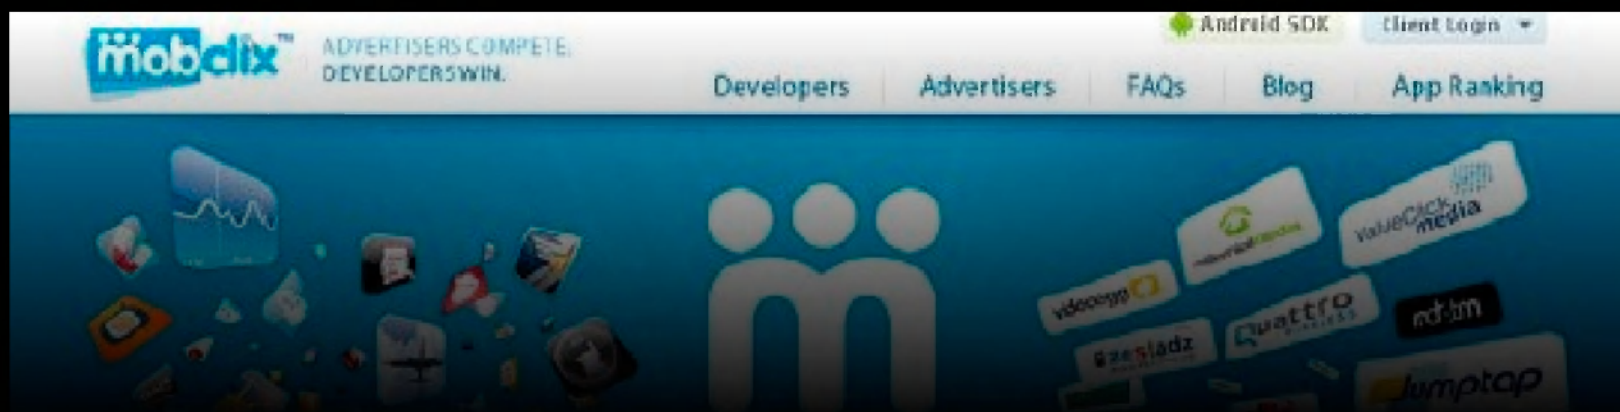 Android SDK
Client Login
mobclix™
ADVERTISERS COMPETE.
DEVELOPERS WIN.
Developers
Advertisers
FAQs
Blog
App Ranking
valueClick
media
videoegg
Quattro
Jumptap